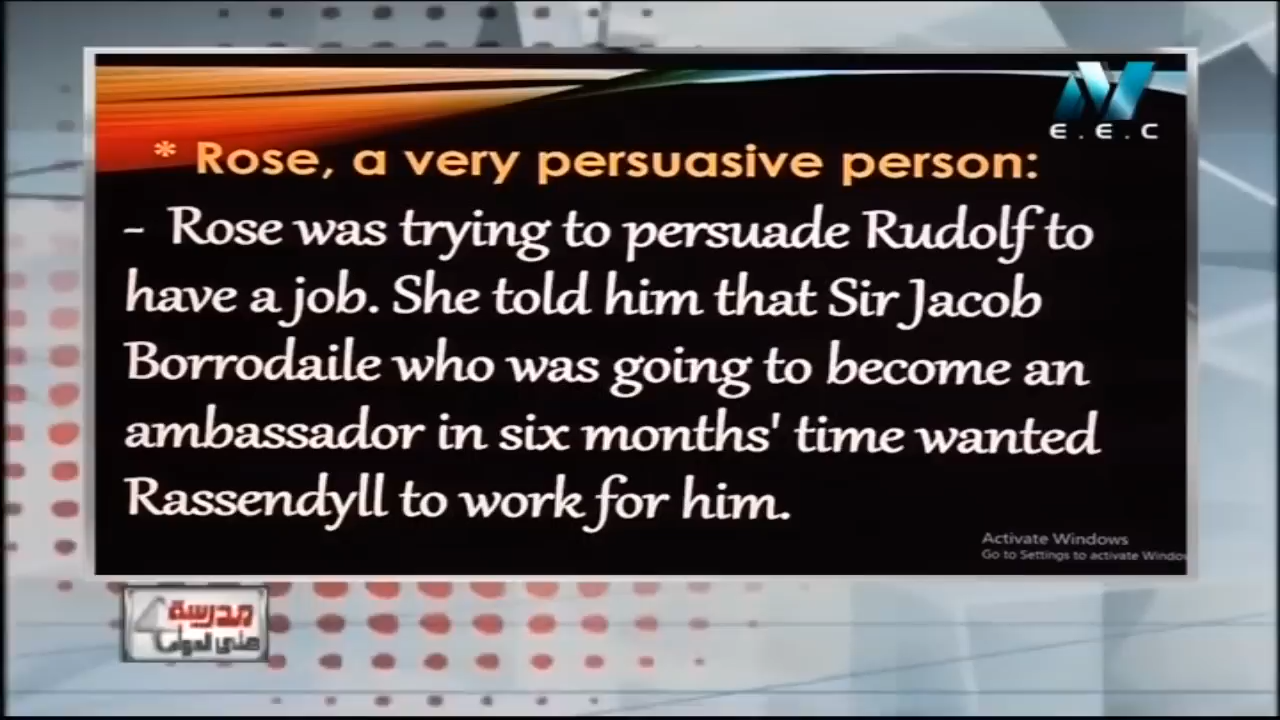 E.E.C
* Rose, a very persuasive person:
- Rose was trying to persuade Rudolf to
have a job. She told him that Sir Jacob
Borrodaile who was going to become an
ambassador in six months' time wanted
Rassendyll to work for him.
Activate Windows
Go to Settings to activate
مدرسة
على الهواء